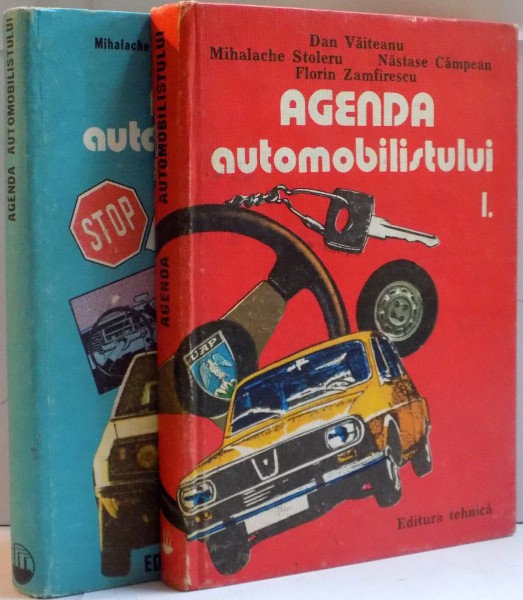 AGENDA AUTOMOBILISTULUI
Mihalache
auto
STOP
ED
AGENDA AUTOMOBILISTULUI
Dan Văiteanu
Mihalache Stoleru Năstase Câmpean
Florin Zamfirescu
AGENDA
automobilistului
I.
Editura tehnică